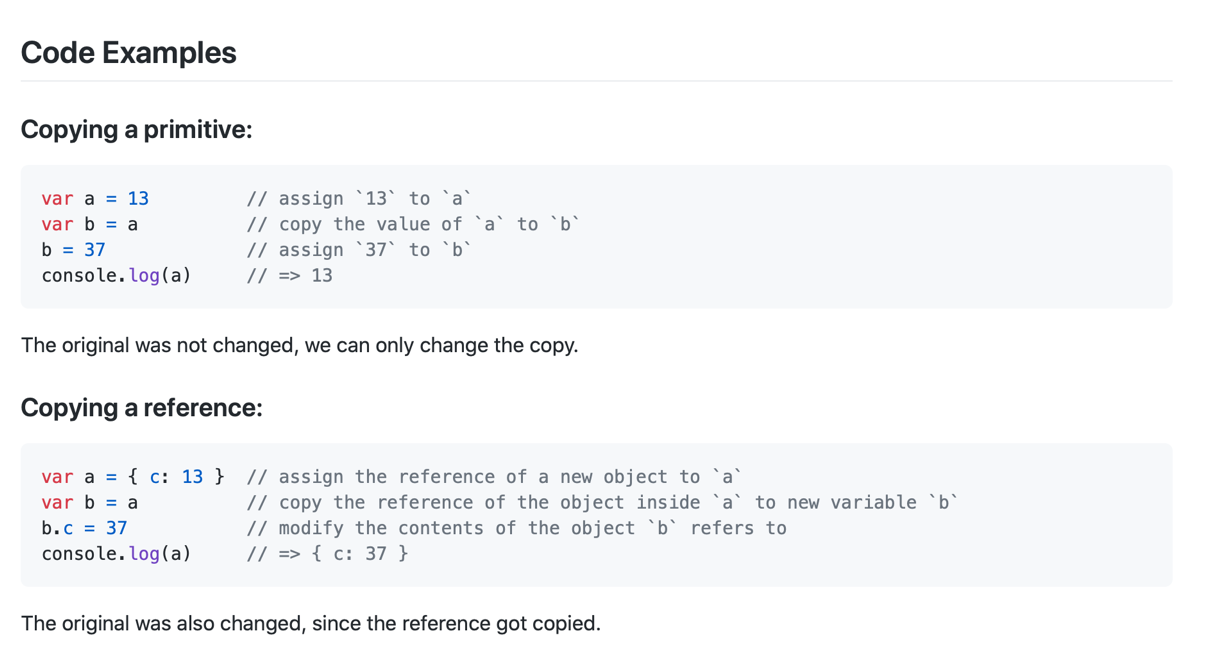 Code Examples
Copying a primitive:
var a = 13         // assign `13` to `a`
var b = a          // copy the value of `a` to `b`
b = 37             // assign `37` to `b`
console.log(a)     // => 13
The original was not changed, we can only change the copy.
Copying a reference:
var a = { c: 13 }  // assign the reference of a new object to `a`
var b = a          // copy the reference of the object inside `a` to new variable `b`
b.c = 37           // modify the contents of the object `b` refers to
console.log(a)     // => { c: 37 }
The original was also changed, since the reference got copied.